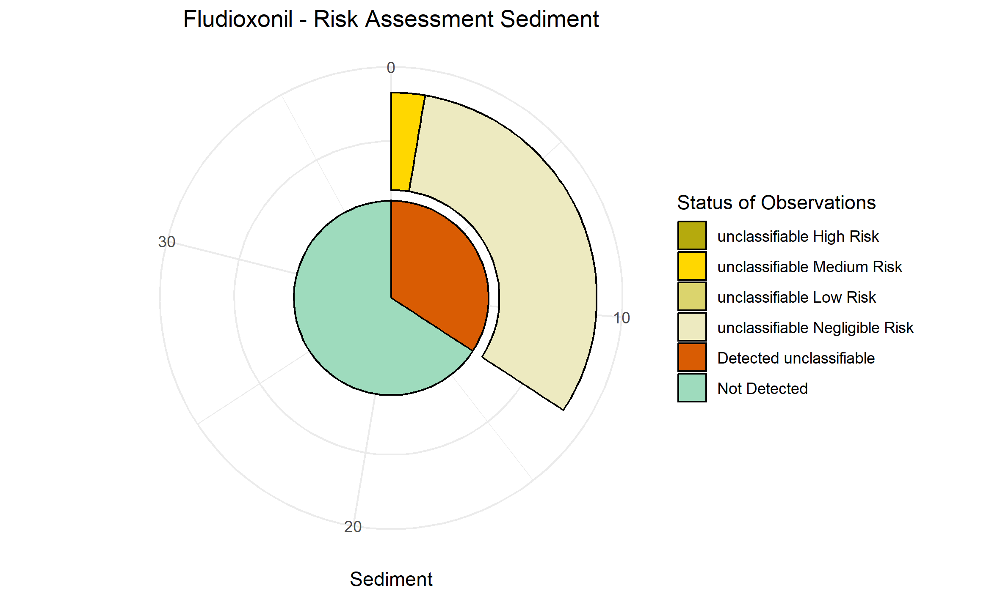 Fludioxonil - Risk Assessment Sediment
0
10
20
30
Sediment
Status of Observations
unclassifiable High Risk
unclassifiable Medium Risk
unclassifiable Low Risk
unclassifiable Negligible Risk
Detected unclassifiable
Not Detected